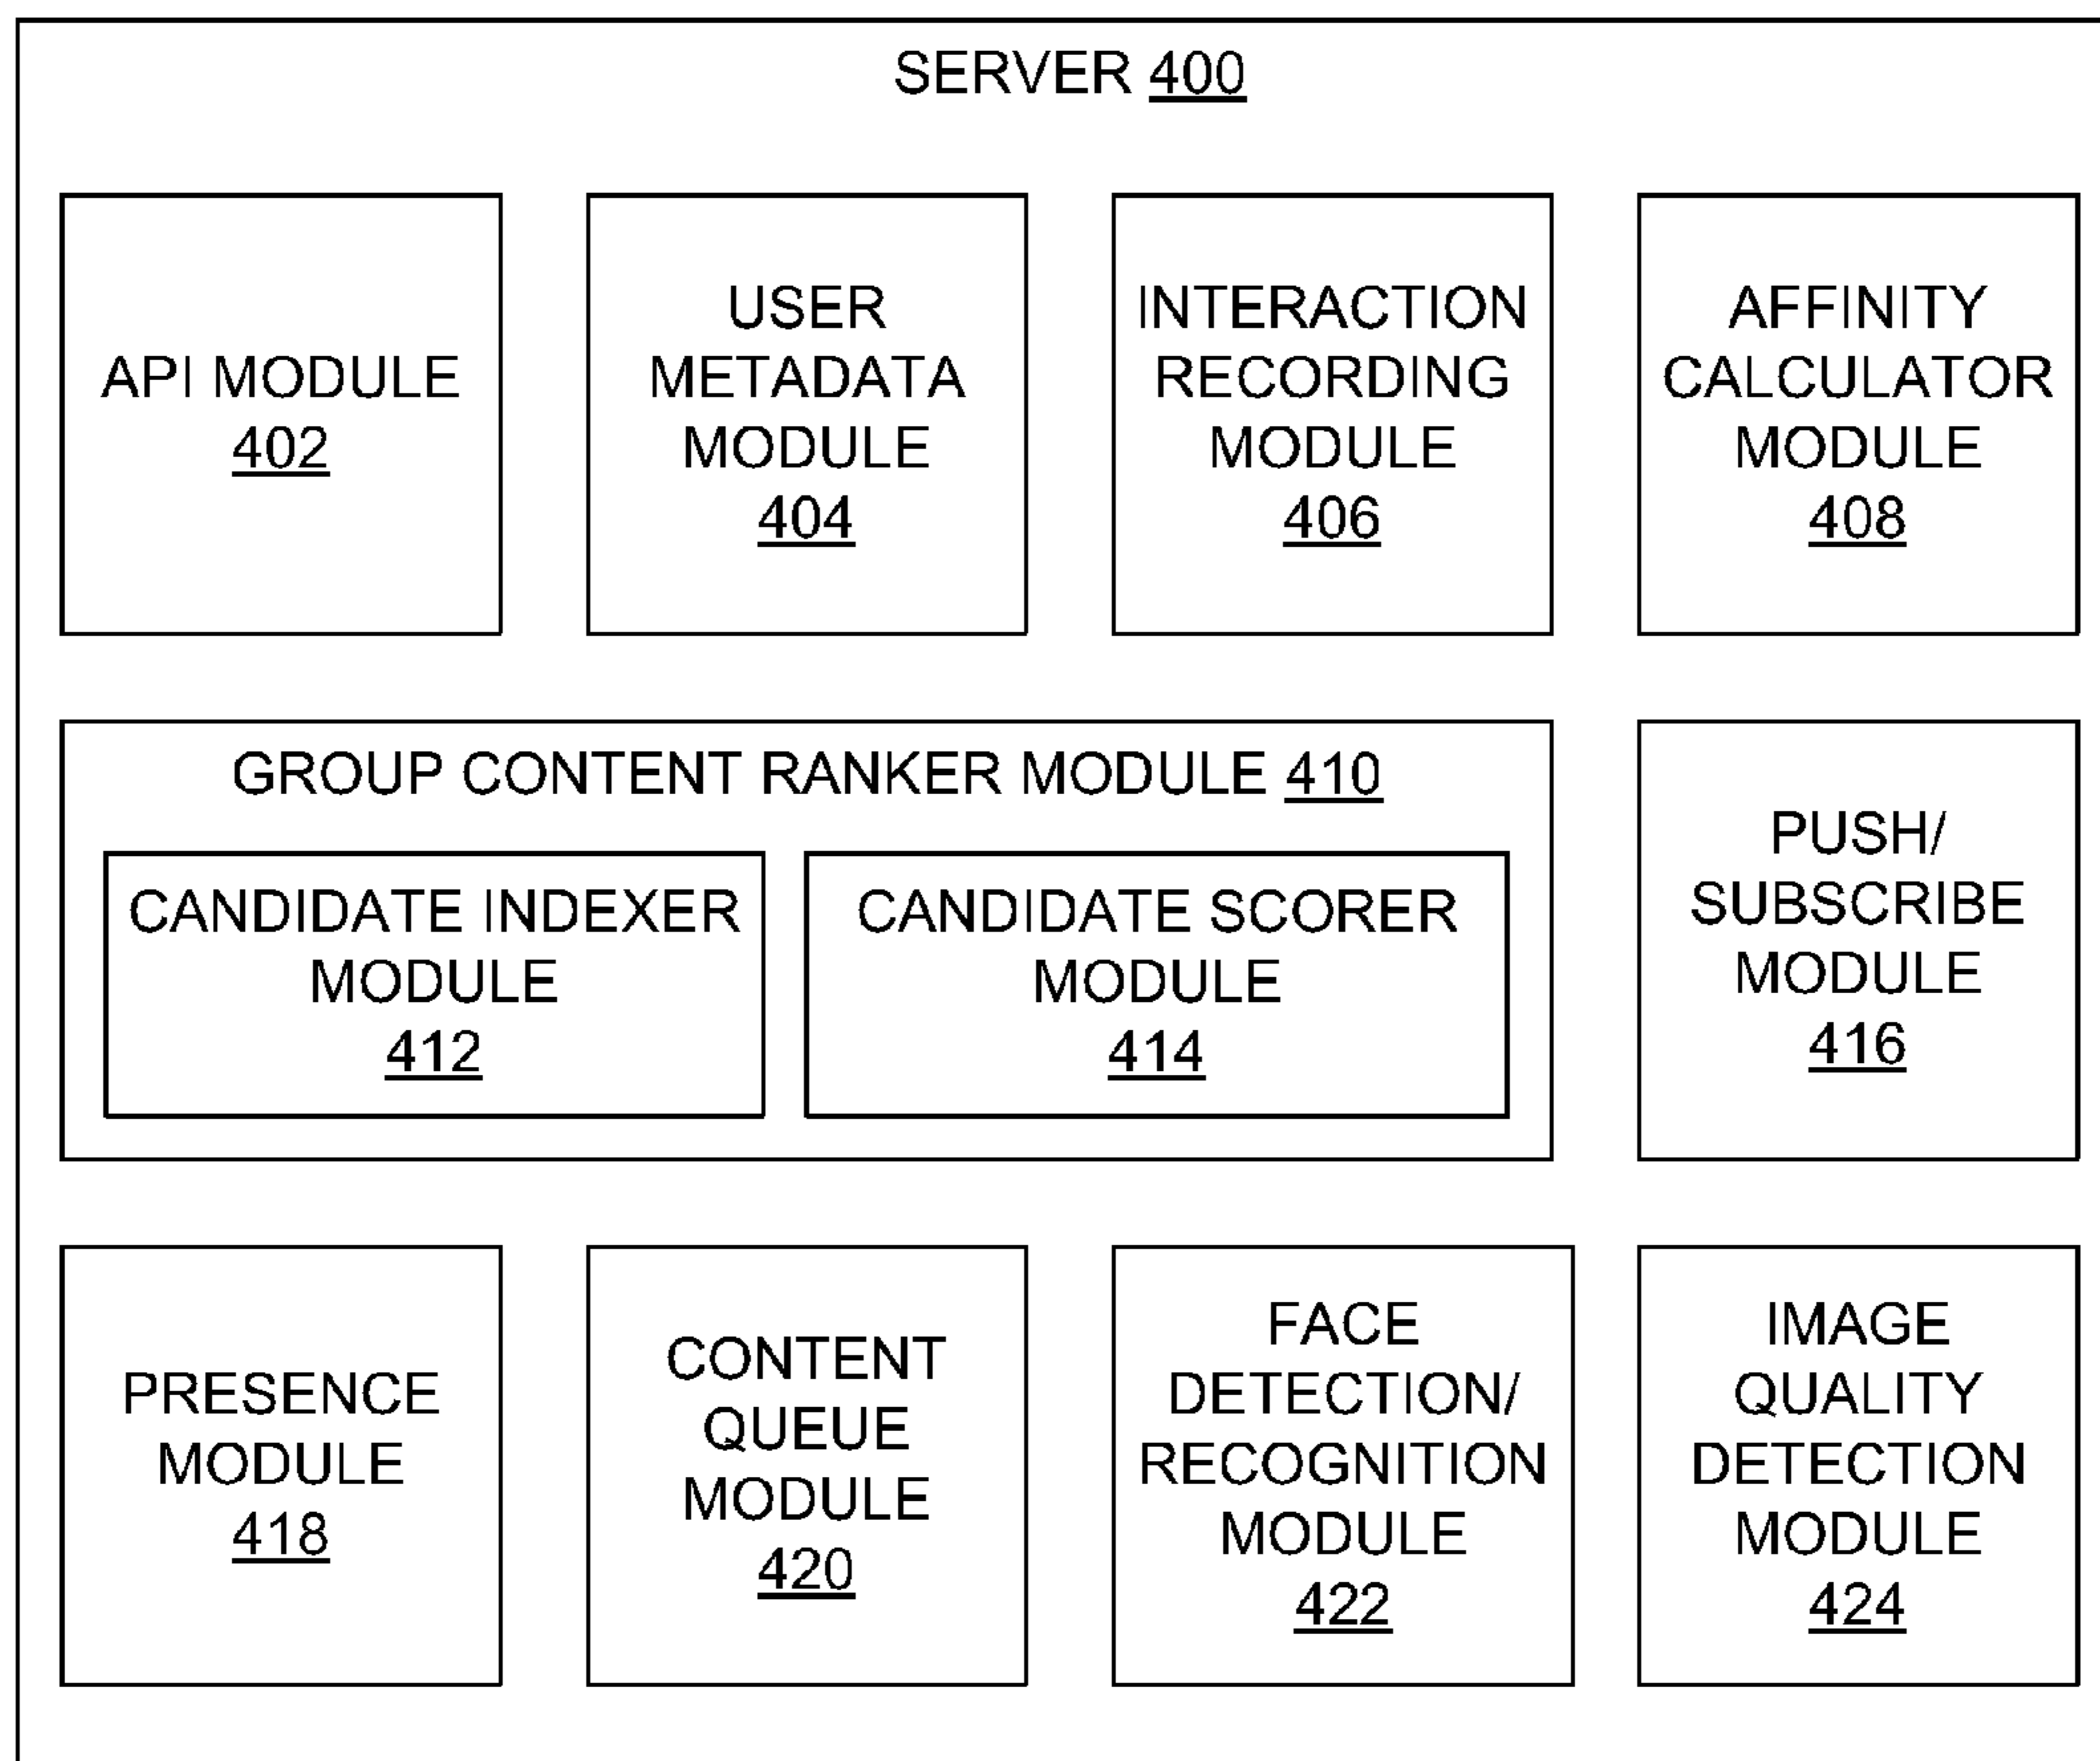 SERVER 400
API MODULE
402
USER
METADATA
MODULE
404
INTERACTION
RECORDING
MODULE
406
AFFINITY
CALCULATOR
MODULE
408
GROUP CONTENT RANKER MODULE 410
CANDIDATE INDEXER
MODULE
412
CANDIDATE SCORER
MODULE
414
PUSH/
SUBSCRIBE
MODULE
416
PRESENCE
MODULE
418
CONTENT
QUEUE
MODULE
420
FACE
DETECTION/
RECOGNITION
MODULE
422
IMAGE
QUALITY
DETECTION
MODULE
424